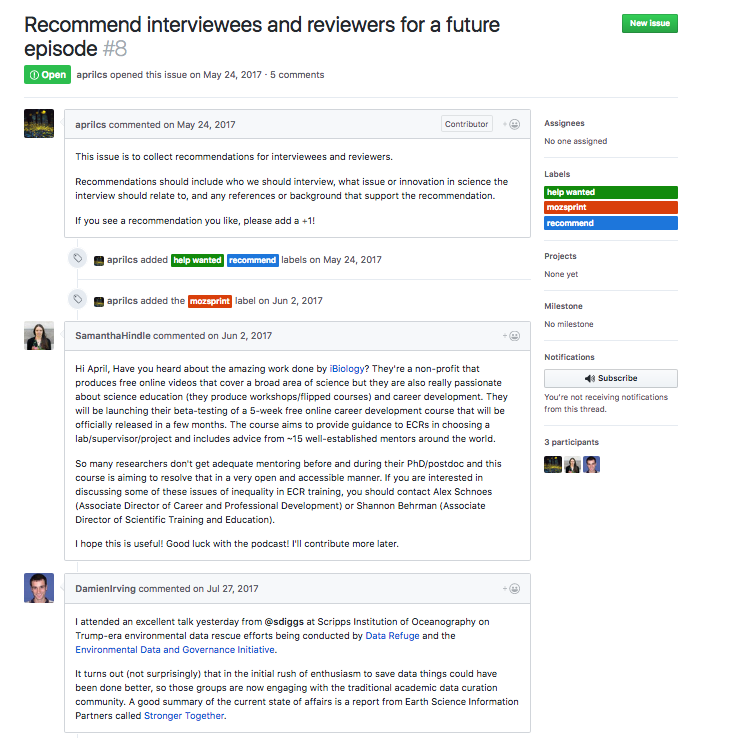 Recommend interviewees and reviewers for a future
episode #8
New issue
Open aprilcs opened this issue on May 24, 2017 · 5 comments
aprilcs commented on May 24, 2017
Contributor
This issue is to collect recommendations for interviewees and reviewers.
Recommendations should include who we should interview, what issue or innovation in science the
interview should relate to, and any references or background that support the recommendation.
If you see a recommendation you like, please add a +1!
aprilcs added help wanted recommend labels on May 24, 2017
aprilcs added the mozsprint label on Jun 2, 2017
SamanthaHindle commented on Jun 2, 2017
Hi April, Have you heard about the amazing work done by iBiology? They're a non-profit that
produces free online videos that cover a broad area of science but they are also really passionate
about science education (they produce workshops/flipped courses) and career development. They
will be launching their beta-testing of a 5-week free online career development course that will be
officially released in a few months. The course aims to provide guidance to ECRs in choosing a
lab/supervisor/project and includes advice from ~15 well-established mentors around the world.
So many researchers don't get adequate mentoring before and during their PhD/postdoc and this
course is aiming to resolve that in a very open and accessible manner. If you are interested in
discussing some of these issues of inequality in ECR training, you should contact Alex Schnoes
(Associate Director of Career and Professional Development) or Shannon Behrman (Associate
Director of Scientific Training and Education).
I hope this is useful! Good luck with the podcast! I'll contribute more later.
DamienIrving commented on Jul 27, 2017
I attended an excellent talk yesterday from @sdiggs at Scripps Institution of Oceanography on
Trump-era environmental data rescue efforts being conducted by Data Refuge and the
Environmental Data and Governance Initiative.
It turns out (not surprisingly) that in the initial rush of enthusiasm to save data things could have
been done better, so those groups are now engaging with the traditional academic data curation
community. A good summary of the current state of affairs is a report from Earth Science Information
Partners called Stronger Together.
Assignees
No one assigned
Labels
help wanted
mozsprint
recommend
Projects
None yet
Milestone
No milestone
Notifications
Subscribe
You're not receiving notifications
from this thread.
3 participants